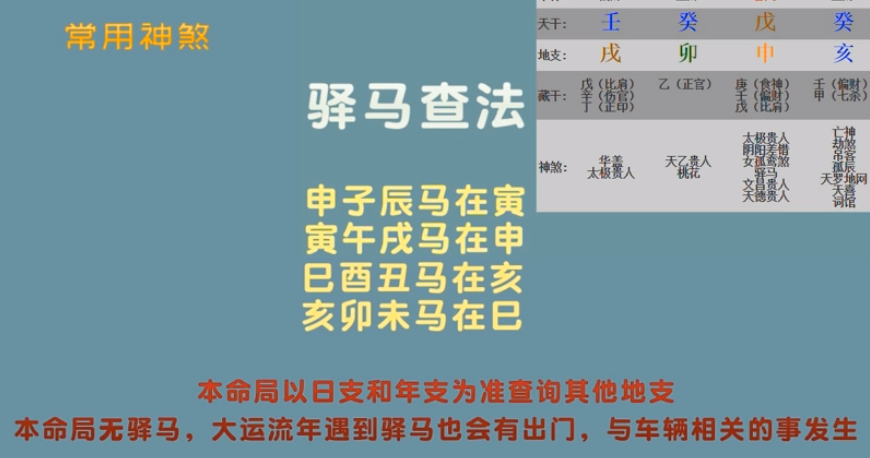 常用神煞
驿马查法
申子辰马在寅
寅午戌马在申
巳酉丑马在亥
亥卯未马在巳
本命局以日支和年支为准查询其他地支
本命局无驿马，大运流年遇到驿马也会有出门，与车辆相关的事发生
天干： 壬 癸 戊 癸
地支： 戌 卯 申 亥
藏干： 戊（比肩） 乙（正官） 庚（食神） 壬（偏财）
辛（伤官） 壬（偏财） 甲（七杀）
丁（正印） 戊（比肩）
神煞：
华盖
太极贵人
天乙贵人
桃花
太极贵人
阴阳差错
女孤鸾煞
驿马
文昌贵人
天德贵人
亡神
劫煞
吊客
孤辰
天罗地网
天喜
词馆